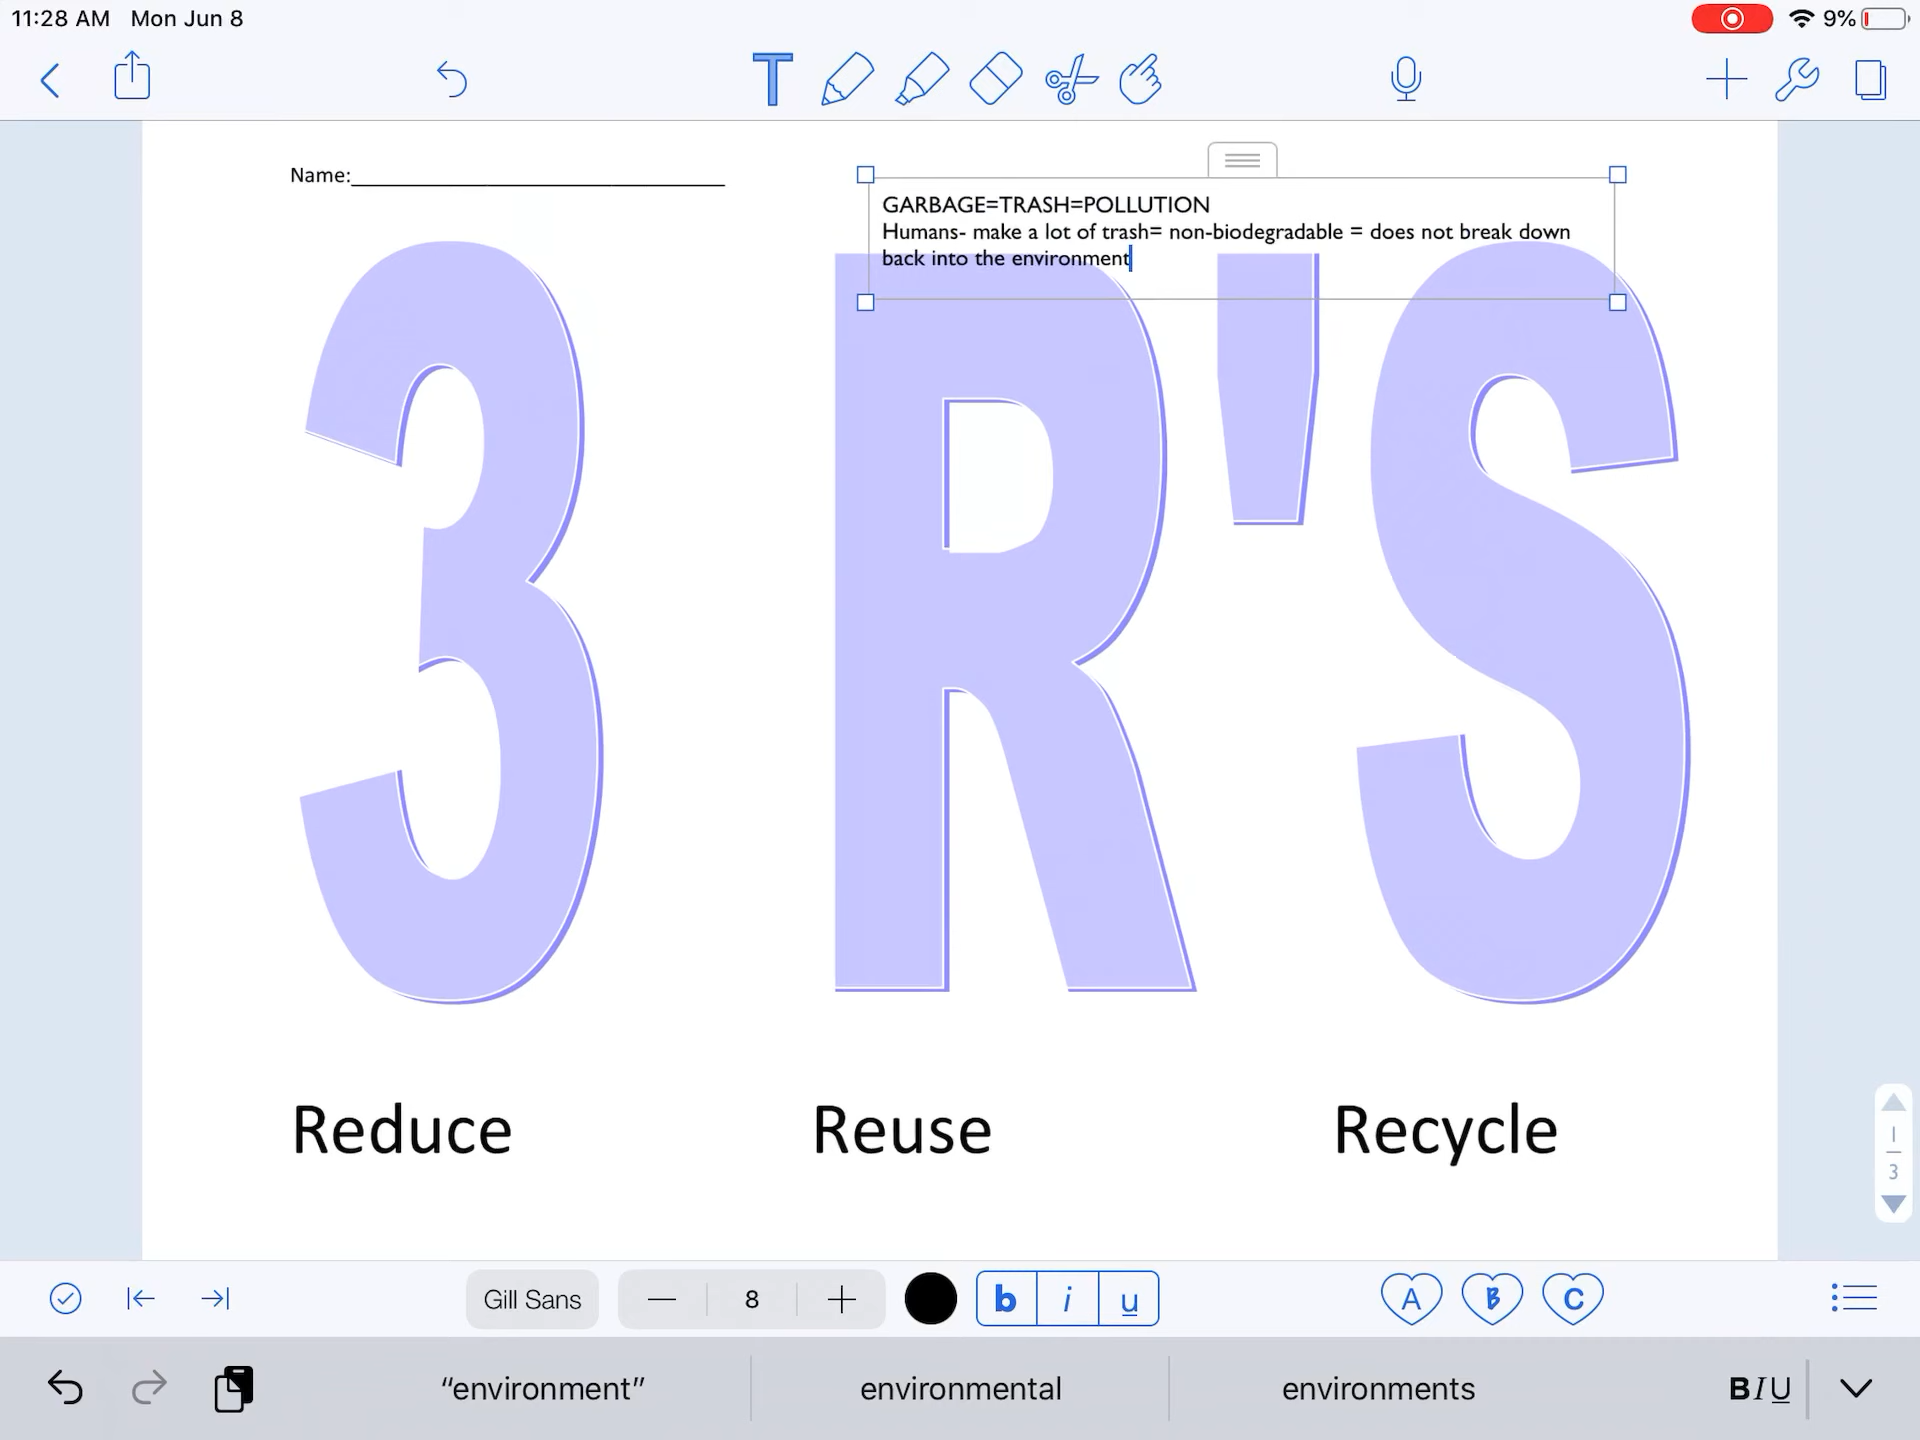 11:28 AM Mon Jun 8
9%
T
Name:
GARBAGE=TRASH=POLLUTION
Humans- make a lot of trash= non-biodegradable = does not break down
back into the environment
3 R'S
Reduce Reuse Recycle
1
3
Gill Sans — 8 + b i u A B C
“environment” environmental environments BIU